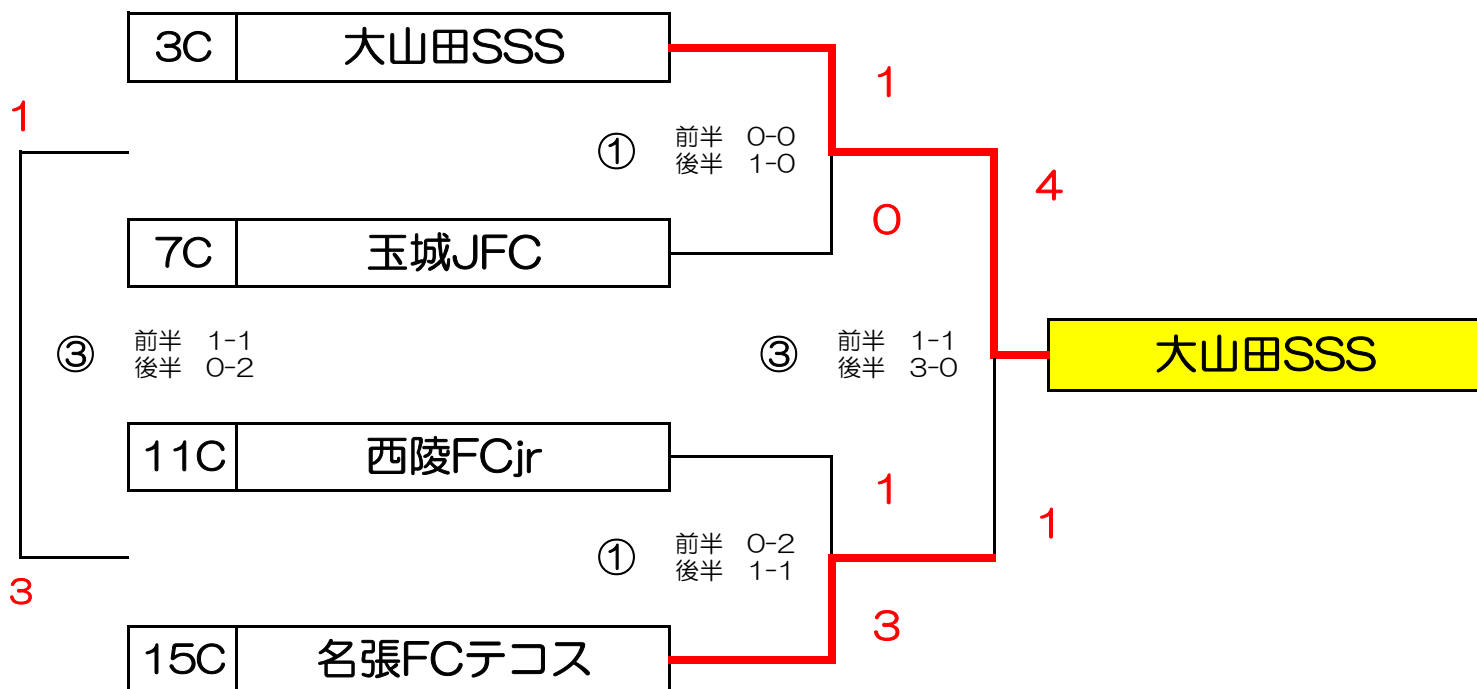 3C 大山田SSS
1
1
① 前半 0-0
後半 1-0
4
0
7C 玉城JFC
③ 前半 1-1
後半 0-2
③ 前半 1-1
後半 3-0
大山田SSS
11C 西陵FCjr
1
1
① 前半 0-2
後半 1-1
3
3
15C 名張FCテコス